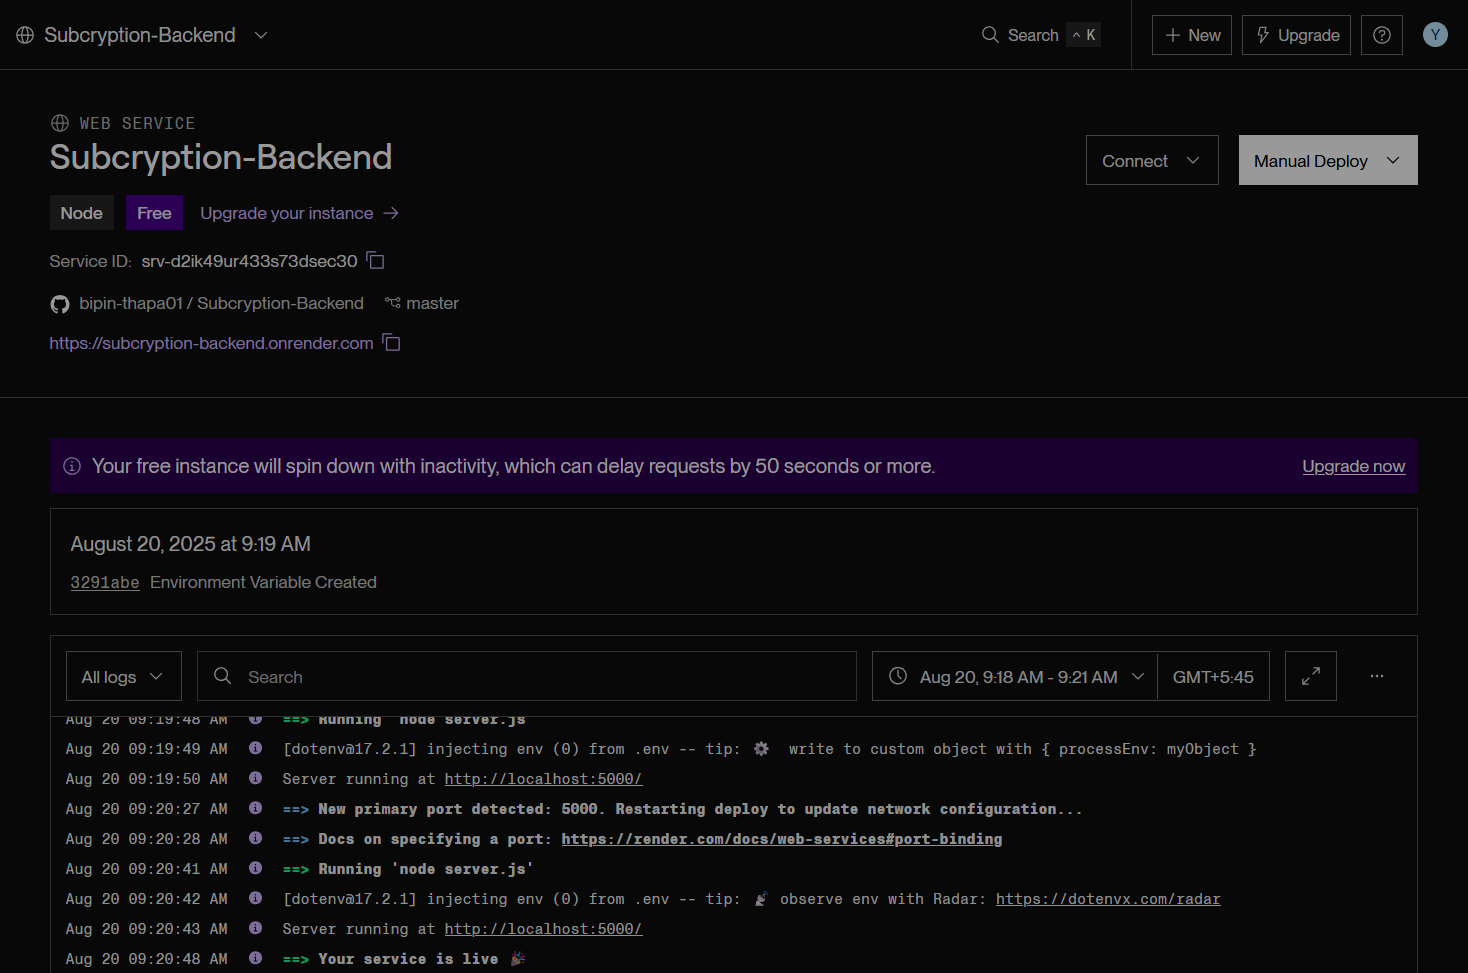 Subcryption-Backend
Search ^ K
+ New
Upgrade
Y
WEB SERVICE
Subcryption-Backend
Connect
Manual Deploy
Node
Free
Upgrade your instance →
Service ID: srv-d2ik49ur433s73dsec30
bipin-thapa01 / Subcryption-Backend
master
https://subcryption-backend.onrender.com
Your free instance will spin down with inactivity, which can delay requests by 50 seconds or more.
Upgrade now
August 20, 2025 at 9:19 AM
3291abe Environment Variable Created
All logs
Search
Aug 20, 9:18 AM - 9:21 AM
GMT+5:45
Aug 20 09:19:48 AM ==> Running 'node server.js'
Aug 20 09:19:49 AM [dotenv@17.2.1] injecting env (0) from .env -- tip: ⚙️ write to custom object with { processEnv: myObject }
Aug 20 09:19:50 AM Server running at http://localhost:5000/
Aug 20 09:20:27 AM ==> New primary port detected: 5000. Restarting deploy to update network configuration...
Aug 20 09:20:28 AM ==> Docs on specifying a port: https://render.com/docs/web-services#port-binding
Aug 20 09:20:41 AM ==> Running 'node server.js'
Aug 20 09:20:42 AM [dotenv@17.2.1] injecting env (0) from .env -- tip: 📡 observe env with Radar: https://dotenvx.com/radar
Aug 20 09:20:43 AM Server running at http://localhost:5000/
Aug 20 09:20:48 AM ==> Your service is live 🎉